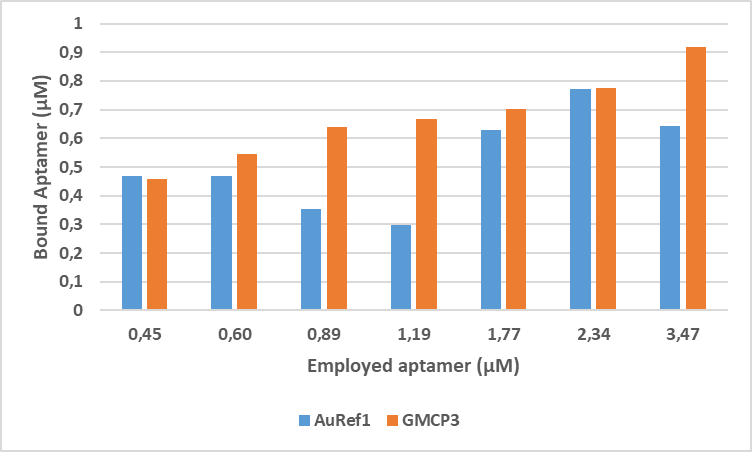 1
0,9
0,8
0,7
0,6
0,5
0,4
0,3
0,2
0,1
0
Bound Aptamer (µM)
0,45 0,60 0,89 1,19 1,77 2,34 3,47
Employed aptamer (µM)
AuRef1 GMCP3